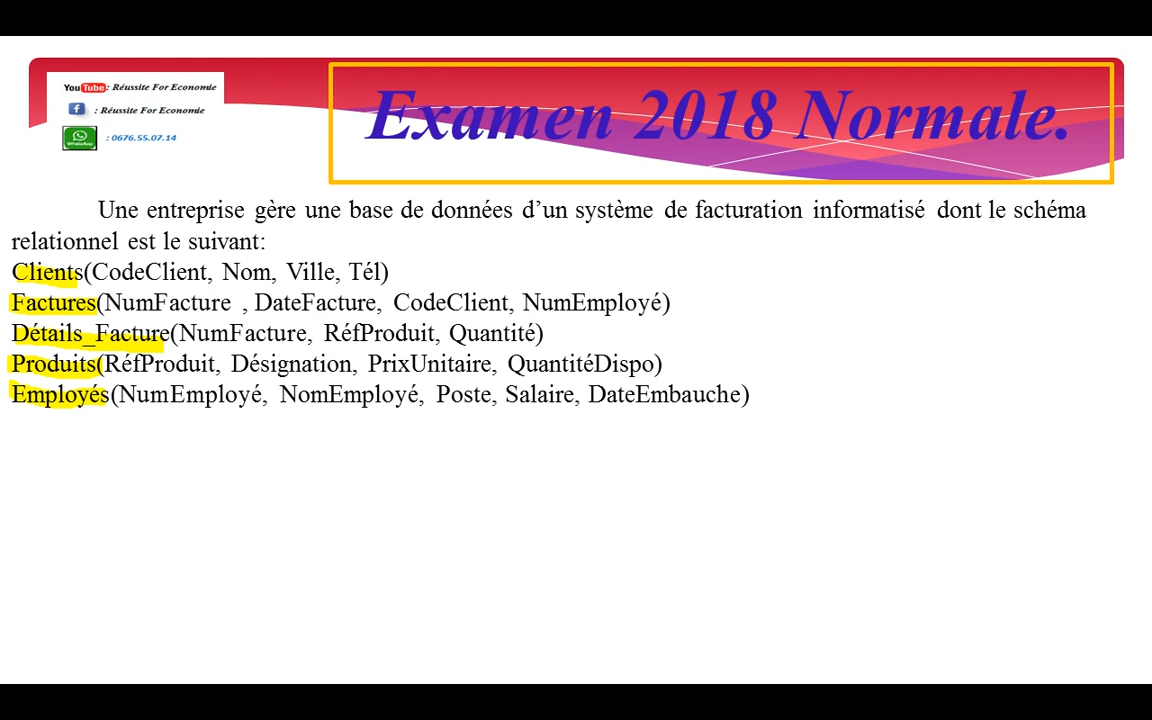 YouTube : Réussite For Economie
: Réussite For Economie
WhatsApp : 0676.55.07.14
Examen 2018 Normale.
Une entreprise gère une base de données d’un système de facturation informatisé dont le schéma
relationnel est le suivant:
Clients(CodeClient, Nom, Ville, Tél)
Factures(NumFacture , DateFacture, CodeClient, NumEmployé)
Détails_Facture(NumFacture, RéfProduit, Quantité)
Produits(RéfProduit, Désignation, PrixUnitaire, QuantitéDispo)
Employés(NumEmployé, NomEmployé, Poste, Salaire, DateEmbauche)